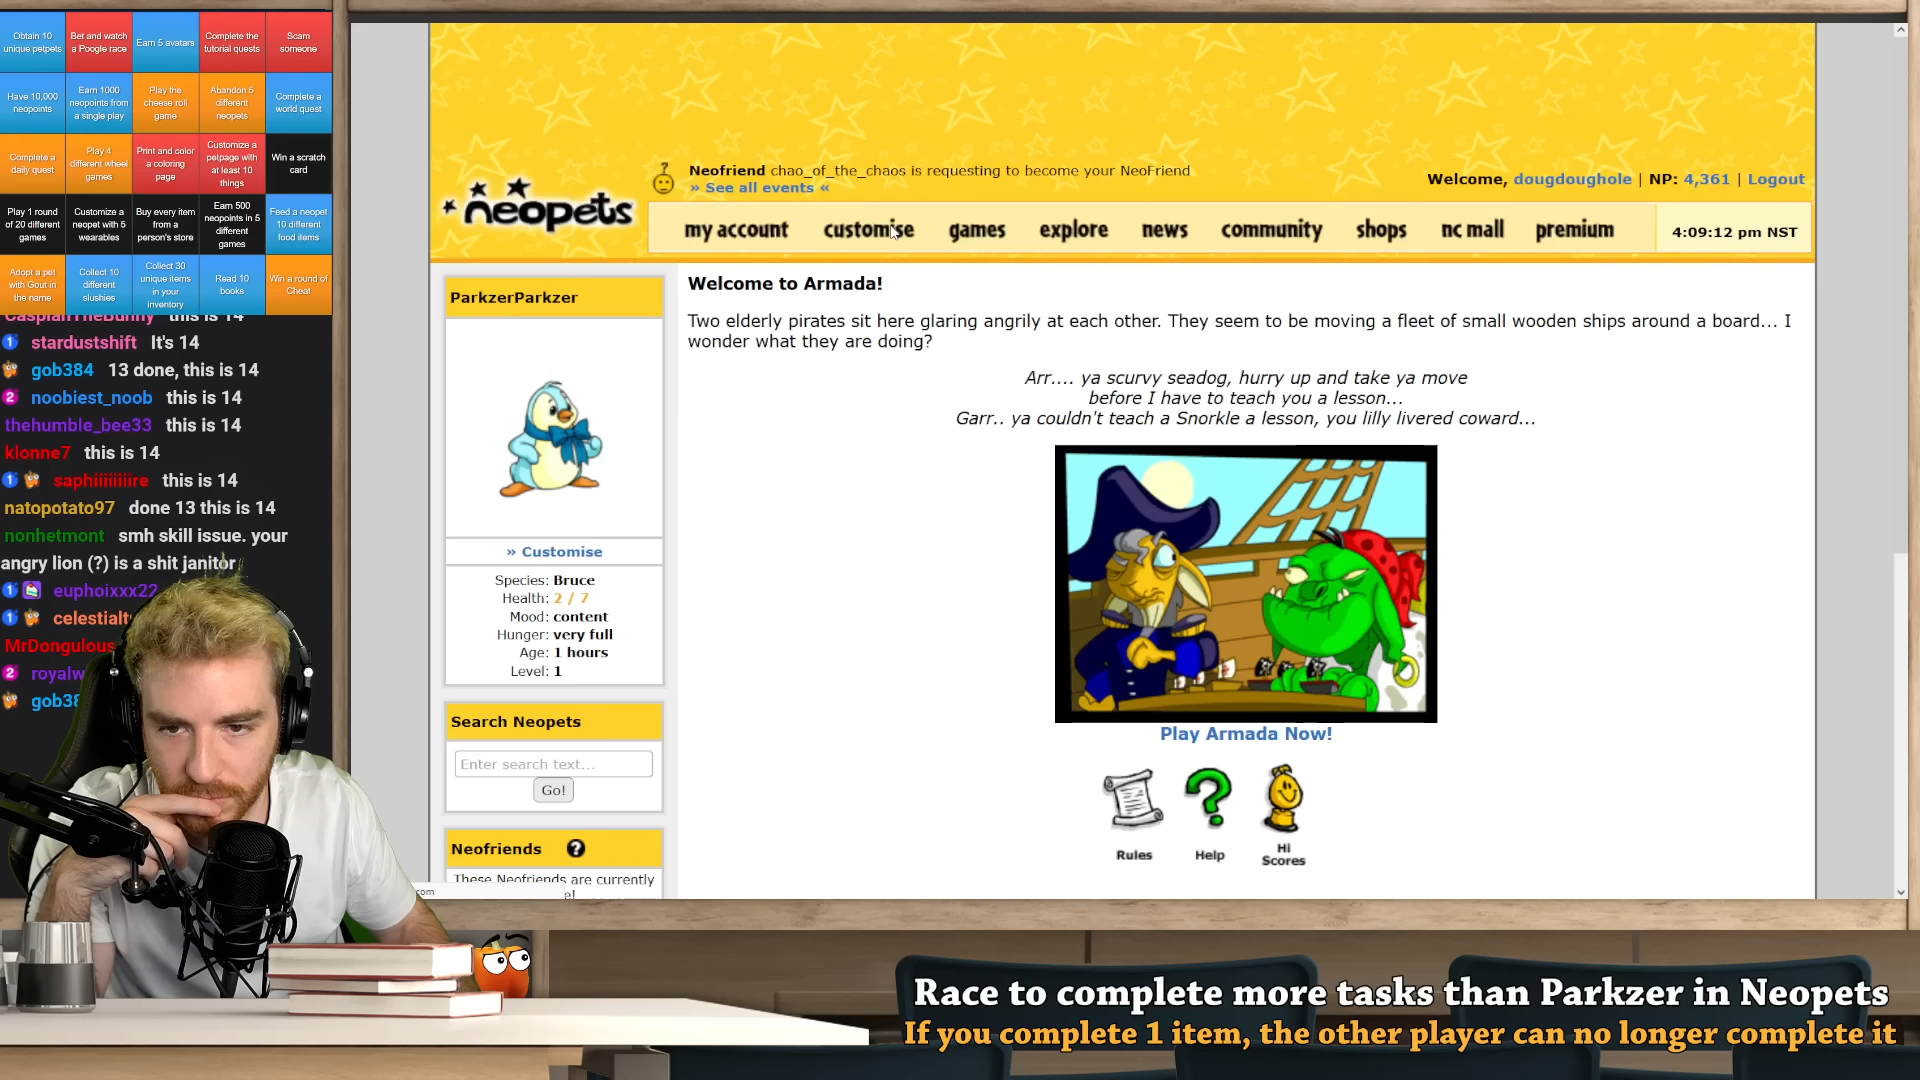 Obtain 10
unique petpets
Bet and watch
a Poogle race
Earn 5 avatars
Complete the
tutorial quests
Scam
someone
Have 10,000
neopoints
Earn 1000
neopoints from
a single play
Play the
cheese roll
game
Abandon 5
different
neopets
Complete a
world quest
Complete a
daily quest
Play 4
different wheel
games
Print and color
a coloring
page
Customize a
petpage with
at least 10
things
Win a scratch
card
Play 1 round
of 20 different
games
Customize a
neopet with 5
wearables
Buy every item
from a
person's store
Earn 500
neopoints in 5
different
games
Feed a neopet
10 different
food items
Adopt a pet
with Gout in
the name
Collect 10
different
slushies
Collect 30
unique items
in your
inventory
Read 10
books
Win a round of
Cheat
CaspianTheBunny this is 14
stardustshift It's 14
gob384 13 done, this is 14
noobiest_noob this is 14
thehumble_bee33 this is 14
klonne7 this is 14
saphiiiiiiiire this is 14
natopotato97 done 13 this is 14
nonhetmont smh skill issue. your
angry lion (?) is a shit janitor
euphoixxx22
celestialt
MrDongulous
royalw
gob38
neopets
Neofriend chao_of_the_chaos is requesting to become your NeoFriend
» See all events «
Welcome, dougdoughole | NP: 4,361 | Logout
my account customise games explore news community shops nc mall premium 4:09:12 pm NST
ParkzerParkzer
» Customise
Species: Bruce
Health: 2 / 7
Mood: content
Hunger: very full
Age: 1 hours
Level: 1
Search Neopets
Enter search text...
Go!
Neofriends ?
These Neofriends are currently
e!
com
Welcome to Armada!
Two elderly pirates sit here glaring angrily at each other. They seem to be moving a fleet of small wooden ships around a board... I
wonder what they are doing?
Arr.... ya scurvy seadog, hurry up and take ya move
before I have to teach you a lesson...
Garr.. ya couldn't teach a Snorkle a lesson, you lilly livered coward...
Play Armada Now!
Rules
Help
Hi
Scores
Race to complete more tasks than Parkzer in Neopets
If you complete 1 item, the other player can no longer complete it